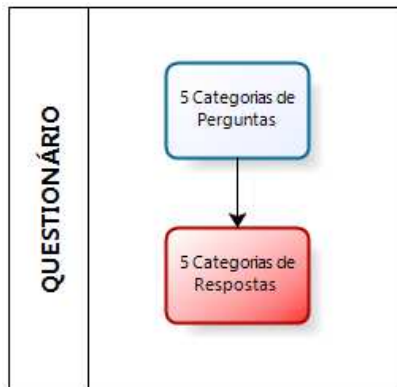 QUESTIONÁRIO
5 Categorias de
Perguntas
5 Categorias de
Respostas